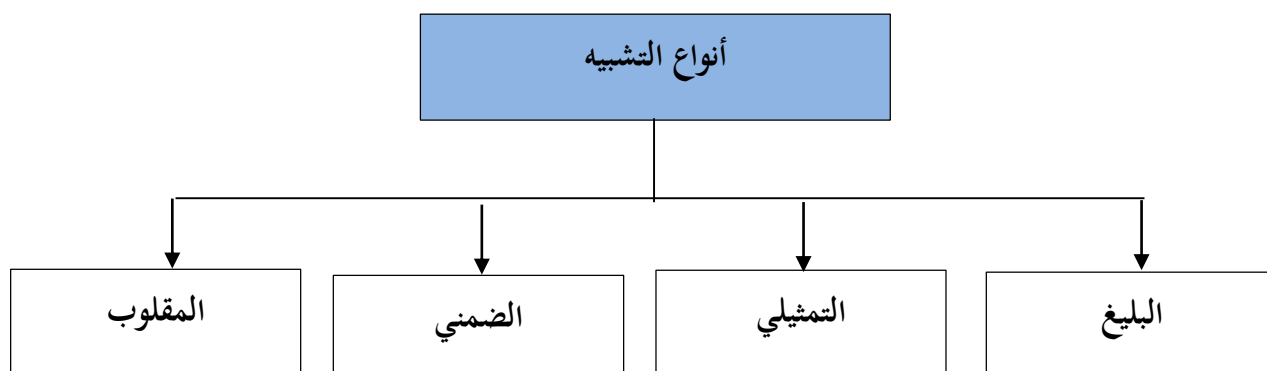 أنواع التشبيه
البليغ
التمثيلي
الضمني
المقلوب